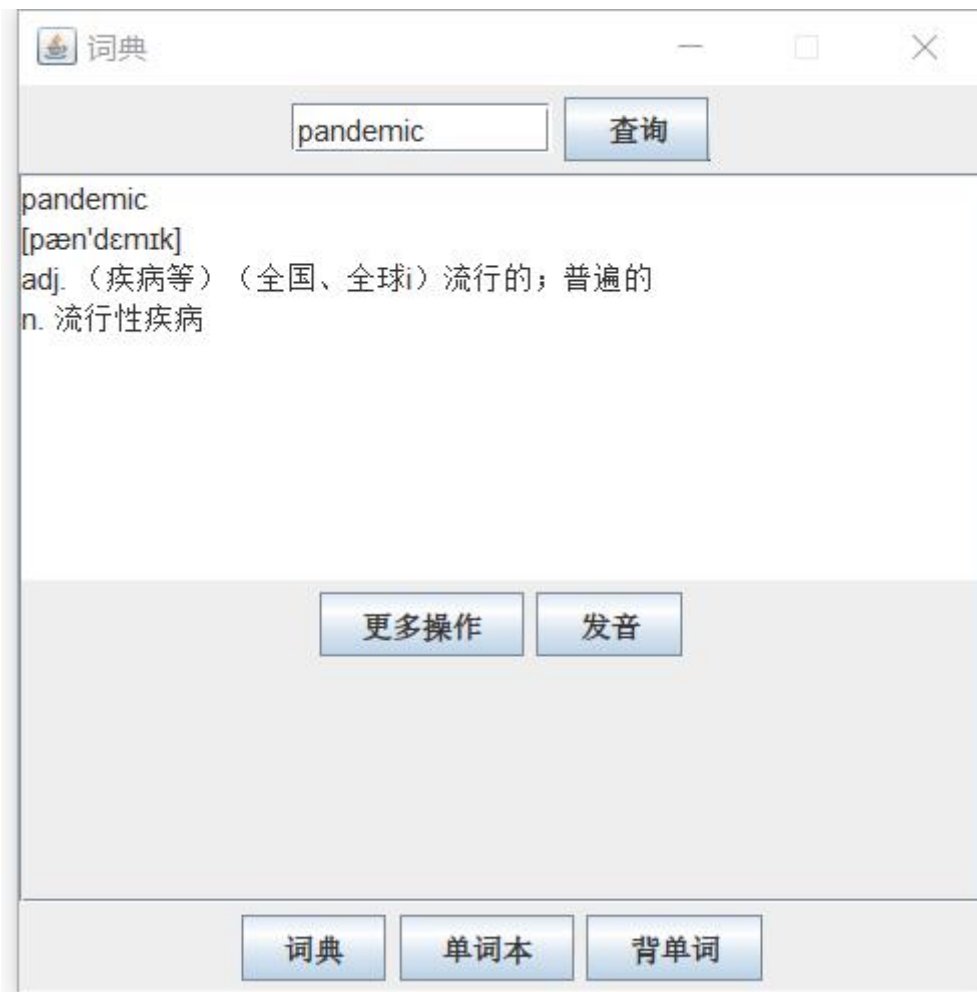 词典
pandemic 查询
pandemic
[pæn'dɛmɪk]
adj. （疾病等）（全国、全球i）流行的；普遍的
n. 流行性疾病
更多操作 发音
词典 单词本 背单词